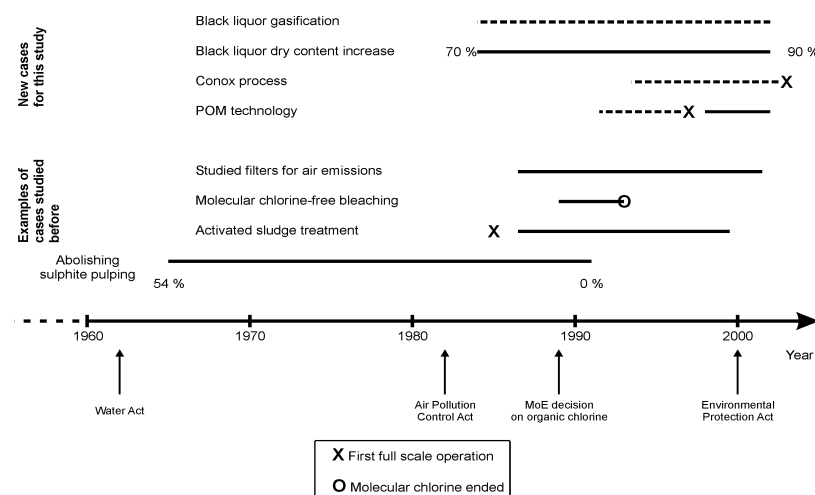 New cases
for this study
Black liquor gasification
Black liquor dry content increase
70 %
90 %
Conox process
X
POM technology
X
Examples of
cases studied
before
Studied filters for air emissions
Molecular chlorine-free bleaching
O
Activated sludge treatment
X
Abolishing
sulphite pulping
54 %
0 %
1960
1970
1980
1990
2000
Year
Water Act
Air Pollution
Control Act
MoE decision
on organic chlorine
Environmental
Protection Act
X First full scale operation
O Molecular chlorine ended